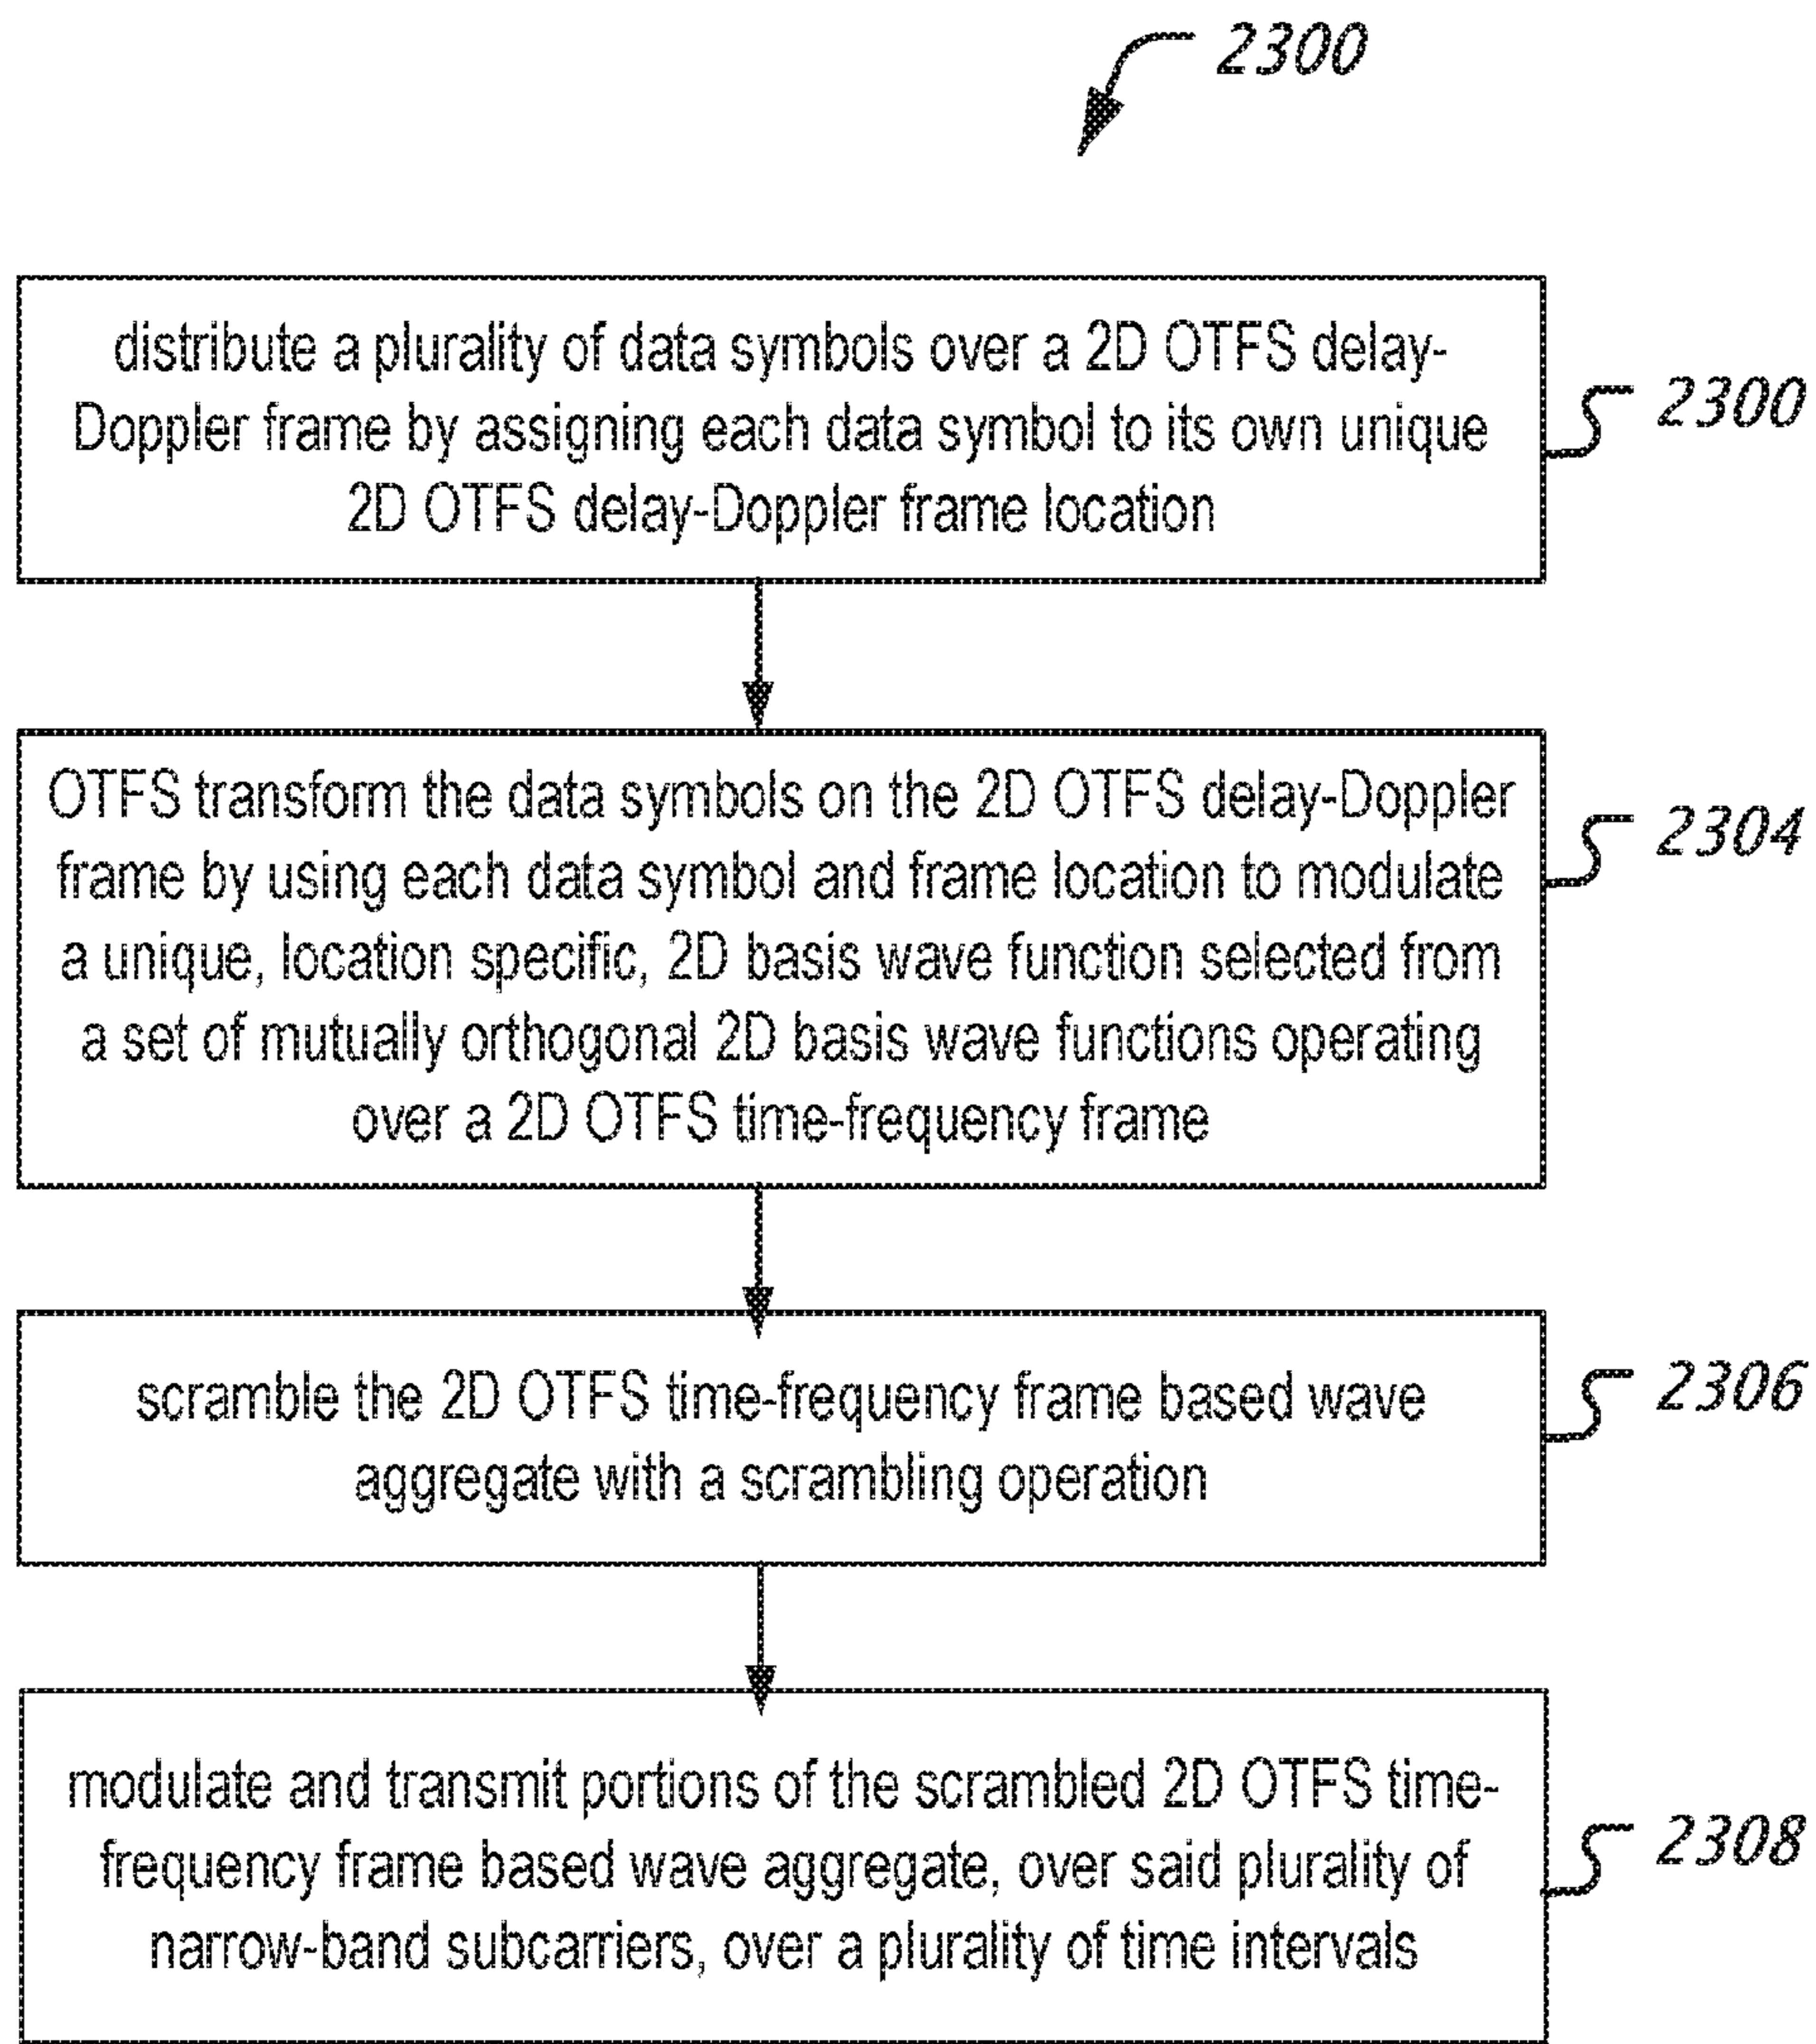 2300
distribute a plurality of data symbols over a 2D OTFS delay-
Doppler frame by assigning each data symbol to its own unique
2D OTFS delay-Doppler frame location
2300
OTFS transform the data symbols on the 2D OTFS delay-Doppler
frame by using each data symbol and frame location to modulate
a unique, location specific, 2D basis wave function selected from
a set of mutually orthogonal 2D basis wave functions operating
over a 2D OTFS time-frequency frame
2304
scramble the 2D OTFS time-frequency frame based wave
aggregate with a scrambling operation
2306
modulate and transmit portions of the scrambled 2D OTFS time-
frequency frame based wave aggregate, over said plurality of
narrow-band subcarriers, over a plurality of time intervals
2308